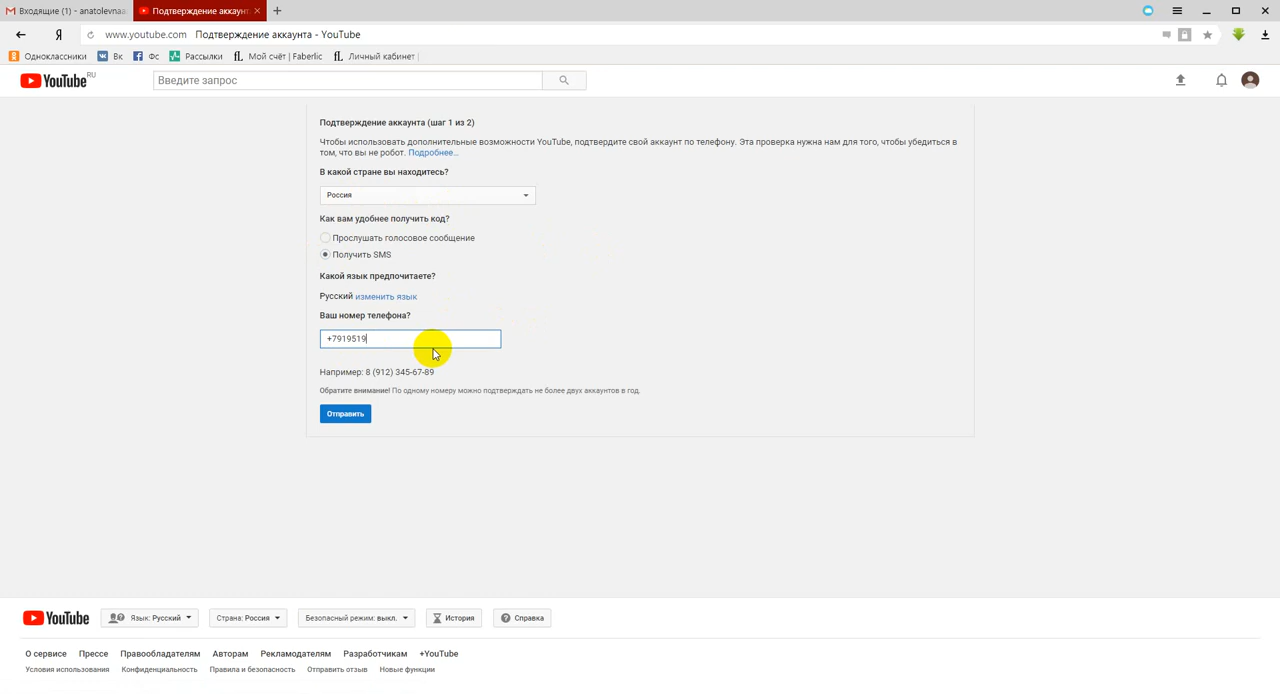 Входящие (1) - anatolevnaa
Подтверждение аккаунт
www.youtube.com Подтверждение аккаунта - YouTube
Одноклассники Вк Фс Рассылки Мой счёт | Faberlic Личный кабинет |
YouTube RU
Введите запрос
Подтверждение аккаунта (шаг 1 из 2)
Чтобы использовать дополнительные возможности YouTube, подтвердите свой аккаунт по телефону. Эта проверка нужна нам для того, чтобы убедиться в
том, что вы не робот. Подробнее...
В какой стране вы находитесь?
Россия
Как вам удобнее получить код?
Прослушать голосовое сообщение
Получить SMS
Какой язык предпочитаете?
Русский изменить язык
Ваш номер телефона?
+7919519
Например: 8 (912) 345-67-89
Обратите внимание! По одному номеру можно подтверждать не более двух аккаунтов в год.
Отправить
YouTube Язык: Русский Страна: Россия Безопасный режим: выкл. История Справка
О сервисе Прессе Правообладателям Авторам Рекламодателям Разработчикам +YouTube
Условия использования Конфиденциальность Правила и безопасность Отправить отзыв Новые функции